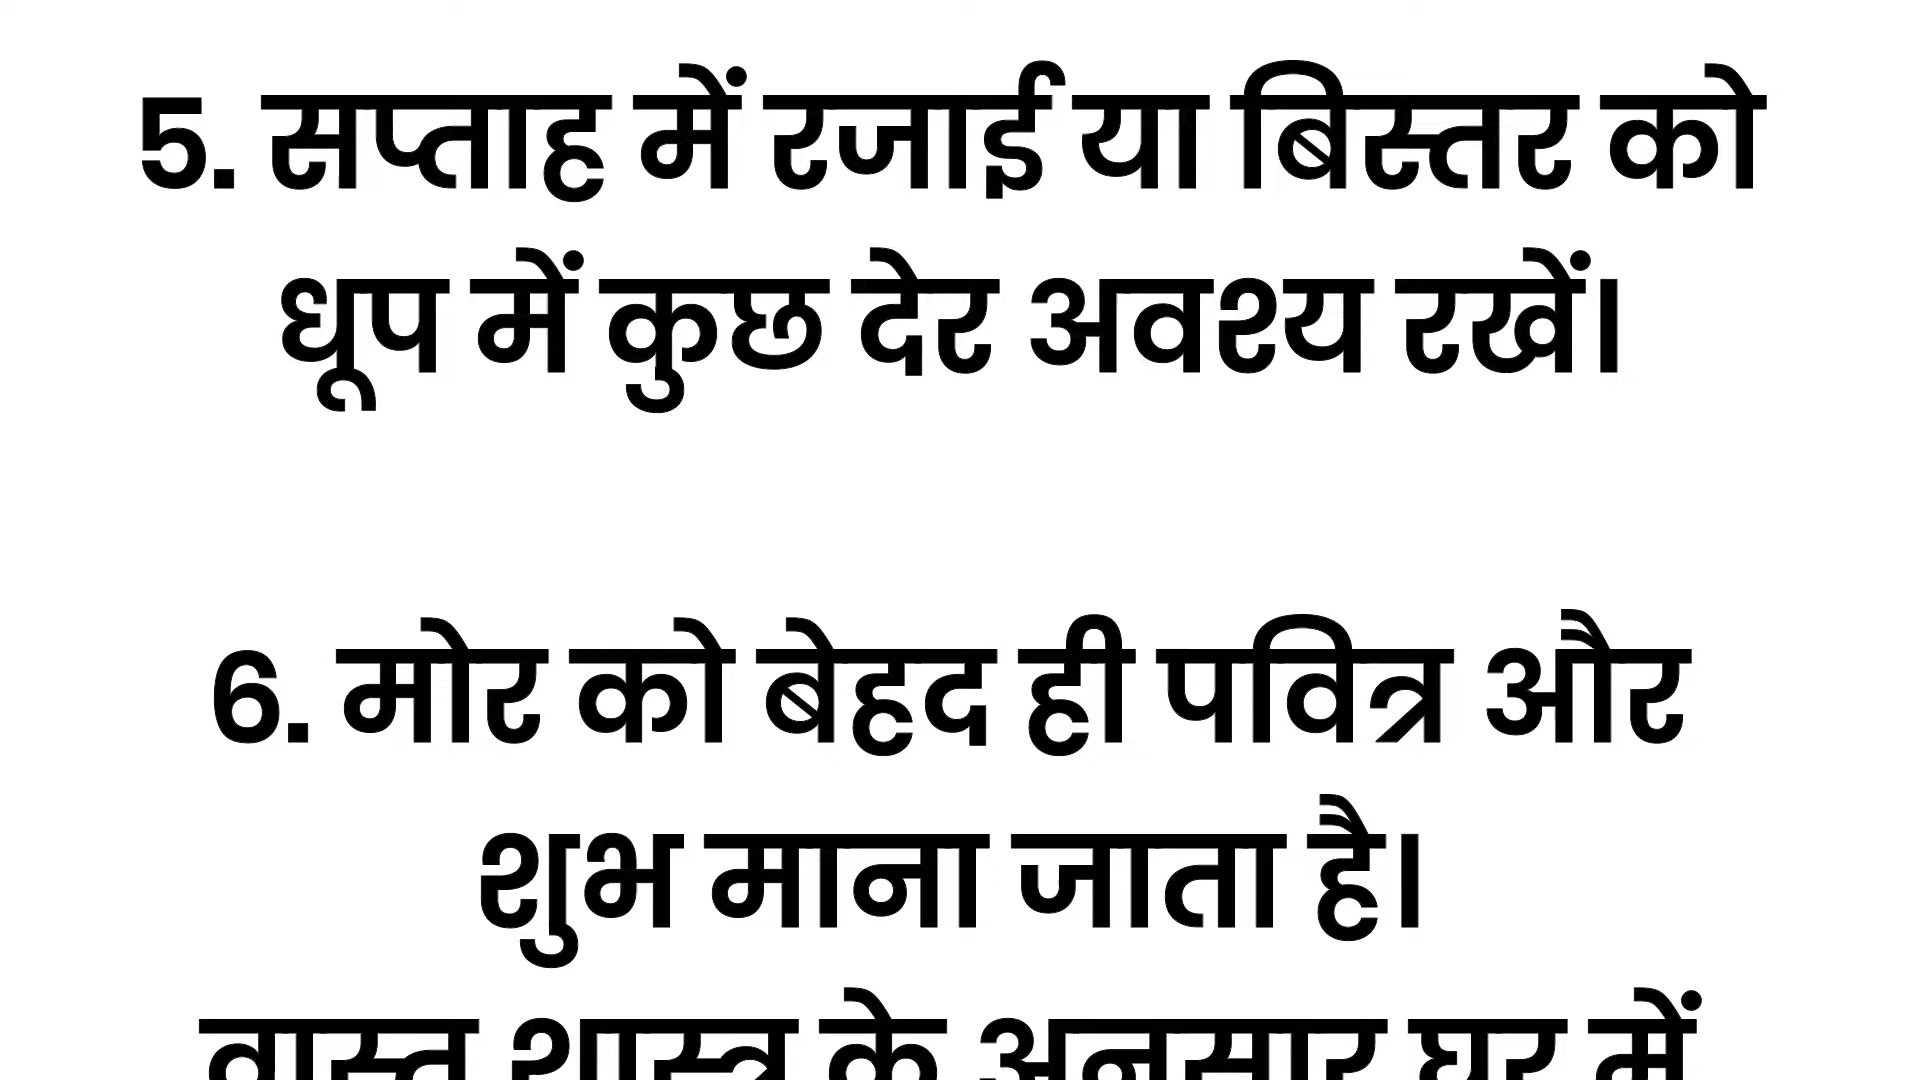 5. सप्ताह में रजाई या बिस्तर को
धूप में कुछ देर अवश्य रखें।
6. मोर को बेहद ही पवित्र और
शुभ माना जाता है।
वास्तु शास्त्र के अनुसार घर में